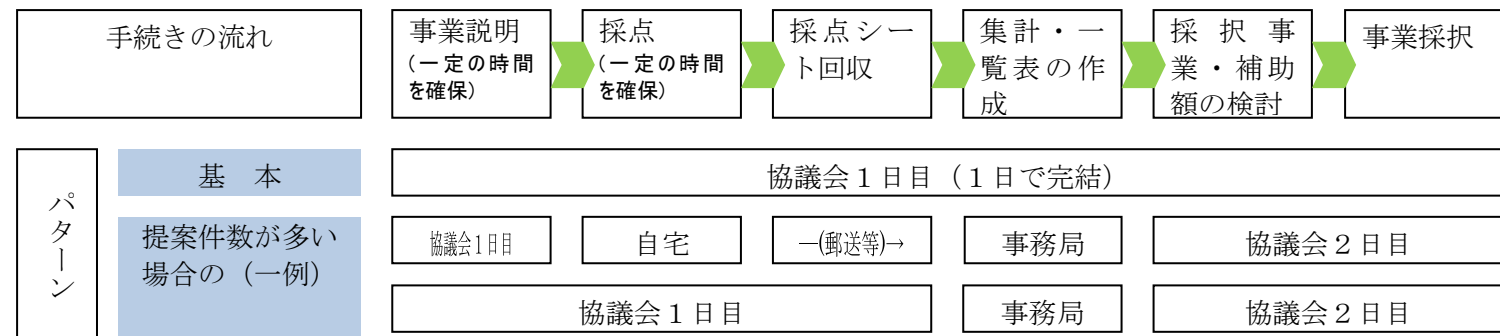 手続きの流れ
事業説明
(一定の時間
を確保)
採点
(一定の時間
を確保)
採点シー
ト回収
集計・一
覧表の作
成
採択事
業・補助
額の検討
事業採択
パターン
基 本
協議会1日目(1日で完結)
提案件数が多い
場合の(一例)
協議会1日目
自宅
―(郵送等)→
事務局
協議会2日目
協議会1日目
事務局
協議会2日目